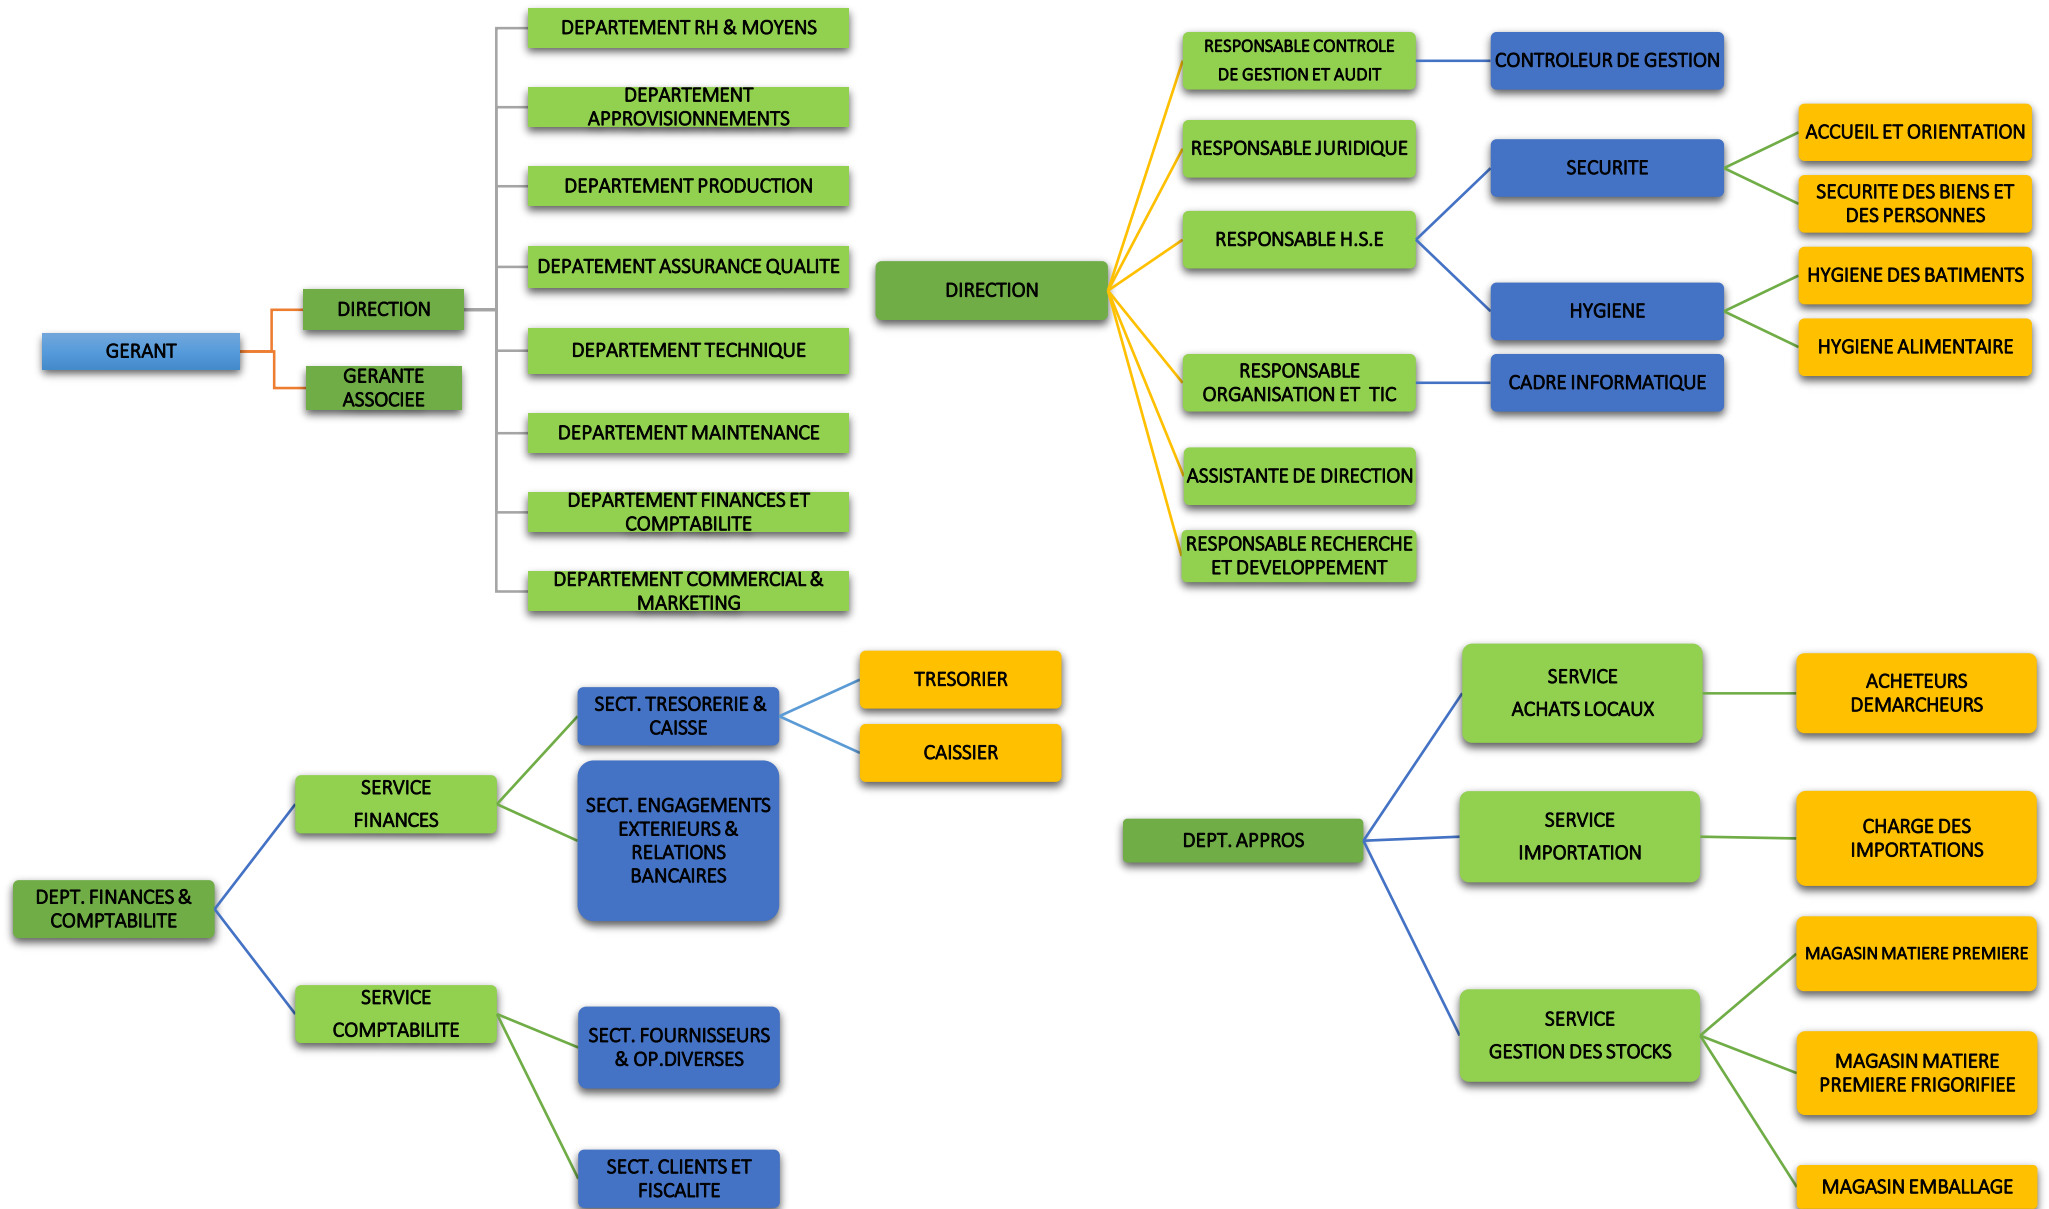 GERANT
DIRECTION
GERANTE
ASSOCIEE
DEPARTEMENT RH & MOYENS
DEPARTEMENT
APPROVISIONNEMENTS
DEPARTEMENT PRODUCTION
DEPATEMENT ASSURANCE QUALITE
DEPARTEMENT TECHNIQUE
DEPARTEMENT MAINTENANCE
DEPARTEMENT FINANCES ET
COMPTABILITE
DEPARTEMENT COMMERCIAL &
MARKETING
DIRECTION
RESPONSABLE CONTROLE
DE GESTION ET AUDIT
CONTROLEUR DE GESTION
RESPONSABLE JURIDIQUE
RESPONSABLE H.S.E
SECURITE
ACCUEIL ET ORIENTATION
SECURITE DES BIENS ET
DES PERSONNES
HYGIENE
HYGIENE DES BATIMENTS
HYGIENE ALIMENTAIRE
RESPONSABLE
ORGANISATION ET TIC
CADRE INFORMATIQUE
ASSISTANTE DE DIRECTION
RESPONSABLE RECHERCHE
ET DEVELOPPEMENT
DEPT. FINANCES &
COMPTABILITE
SERVICE
FINANCES
SECT. TRESORERIE &
CAISSE
TRESORIER
CAISSIER
SECT. ENGAGEMENTS
EXTERIEURS &
RELATIONS
BANCAIRES
SERVICE
COMPTABILITE
SECT. FOURNISSEURS
& OP.DIVERSES
SECT. CLIENTS ET
FISCALITE
DEPT. APPROS
SERVICE
ACHATS LOCAUX
ACHETEURS
DEMARCHEURS
SERVICE
IMPORTATION
CHARGE DES
IMPORTATIONS
SERVICE
GESTION DES STOCKS
MAGASIN MATIERE PREMIERE
MAGASIN MATIERE
PREMIERE FRIGORIFIEE
MAGASIN EMBALLAGE